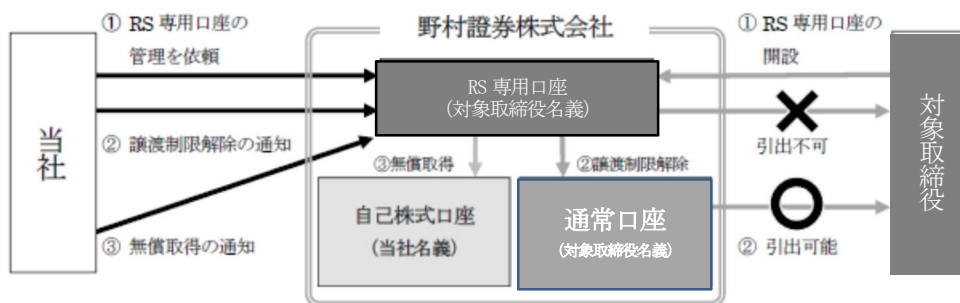 ① RS 専用口座の
管理を依頼
野村證券株式会社
① RS 専用口座の
開設
RS 専用口座
(対象取締役名義)
当社
対象取締役
② 譲渡制限解除の通知
引出不可
③無償取得
②譲渡制限解除
自己株式口座
(当社名義)
通常口座
(対象取締役名義)
③ 無償取得の通知
② 引出可能